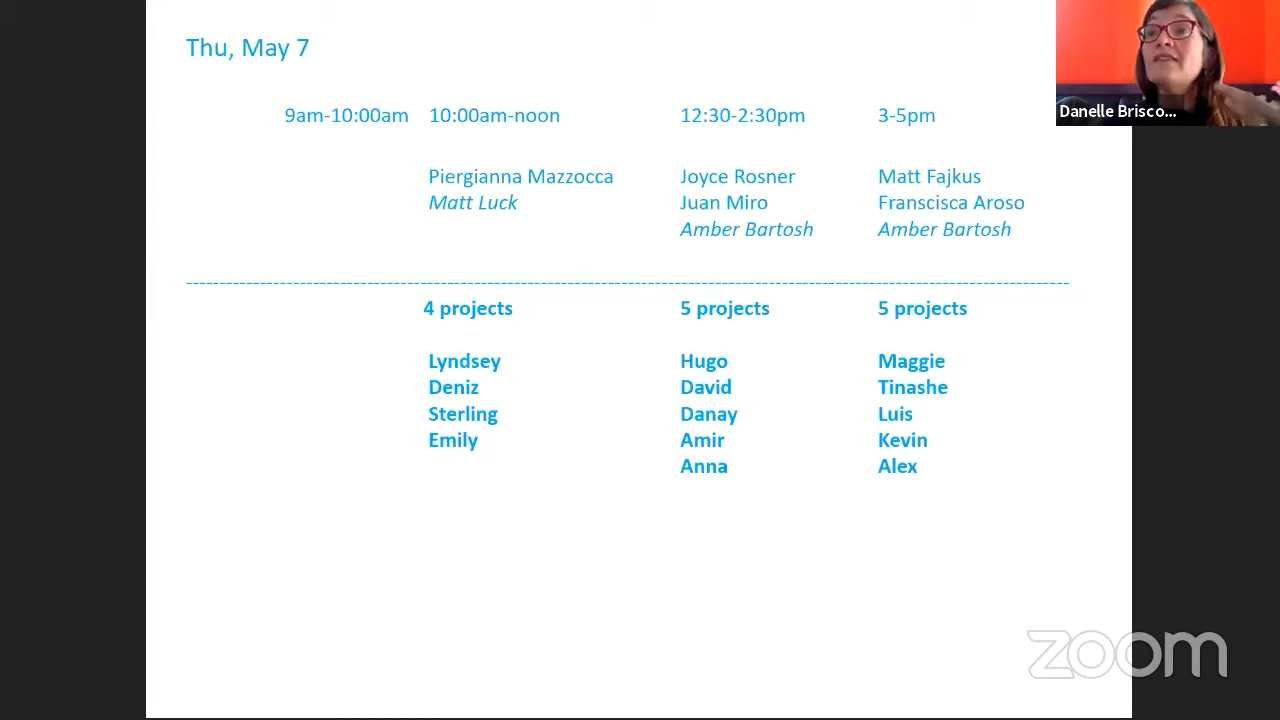 Thu, May 7
Danelle Brisco...
9am-10:00am 10:00am-noon 12:30-2:30pm 3-5pm
Piergianna Mazzocca Joyce Rosner Matt Fajkus
Matt Luck Juan Miro Franscisca Aroso
Amber Bartosh Amber Bartosh
4 projects 5 projects 5 projects
Lyndsey Hugo Maggie
Deniz David Tinashe
Sterling Danay Luis
Emily Amir Kevin
Anna Alex
zoom